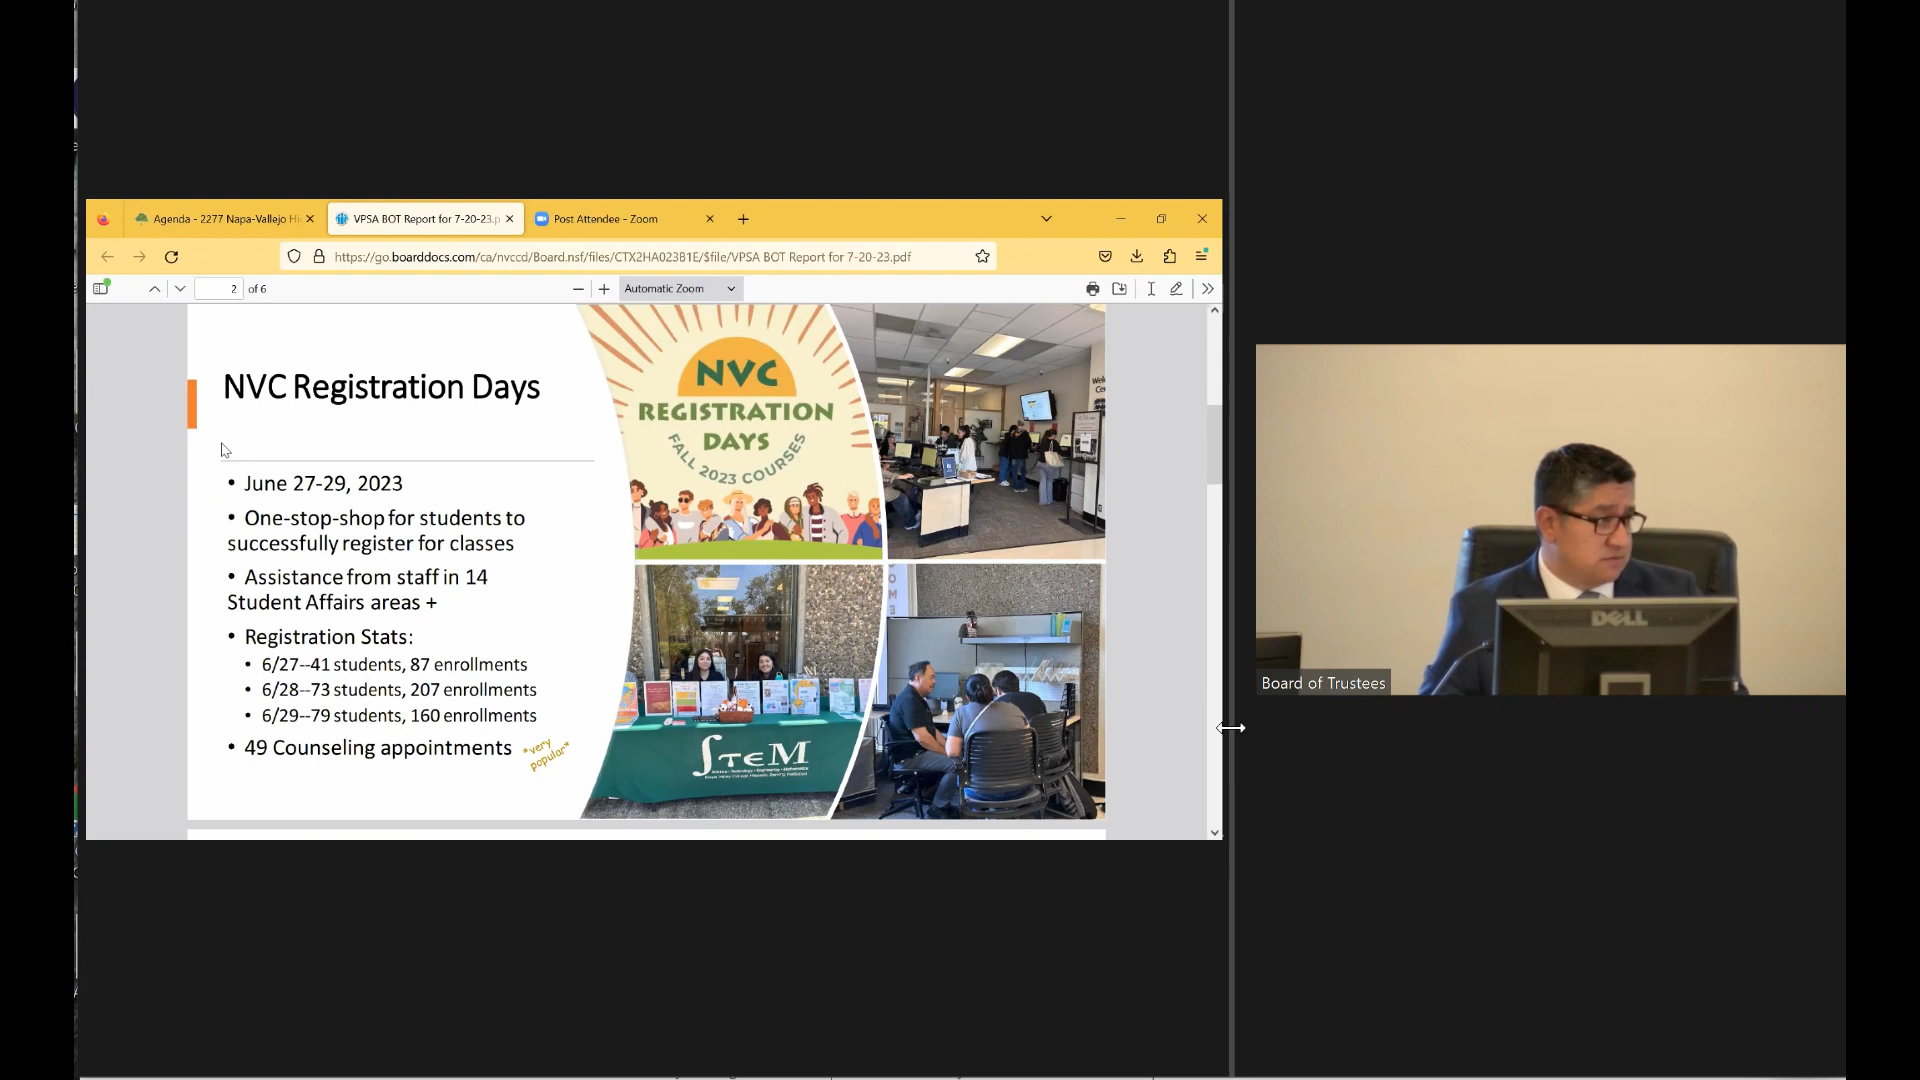 Agenda - 2277 Napa-Vallejo Hi
VPSA BOT Report for 7-20-23.p
Post Attendee - Zoom
https://go.boarddocs.com/ca/nvccd/Board.nsf/files/CTX2HA023B1E/$file/VPSA BOT Report for 7-20-23.pdf
2 of 6
Automatic Zoom
NVC Registration Days
• June 27-29, 2023
• One-stop-shop for students to
successfully register for classes
• Assistance from staff in 14
Student Affairs areas +
• Registration Stats:
• 6/27--41 students, 87 enrollments
• 6/28--73 students, 207 enrollments
• 6/29--79 students, 160 enrollments
• 49 Counseling appointments
*very
popular*
NVC
REGISTRATION
DAYS
FALL 2023 COURSES
STEM
DELL
Board of Trustees